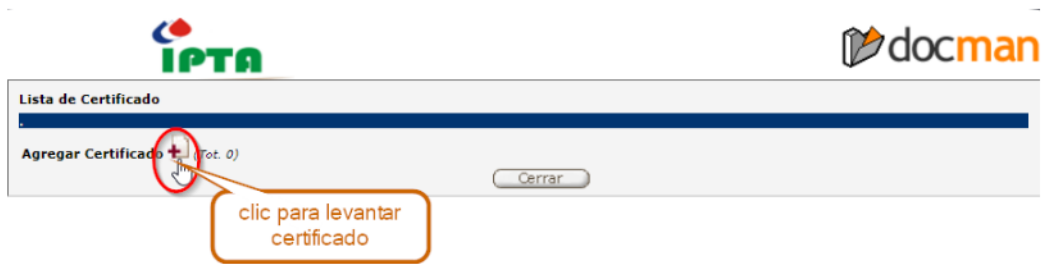 IPTA
docman
Lista de Certificado
.
Agregar Certificado (Tot. 0)
Cerrar
clic para levantar
certificado